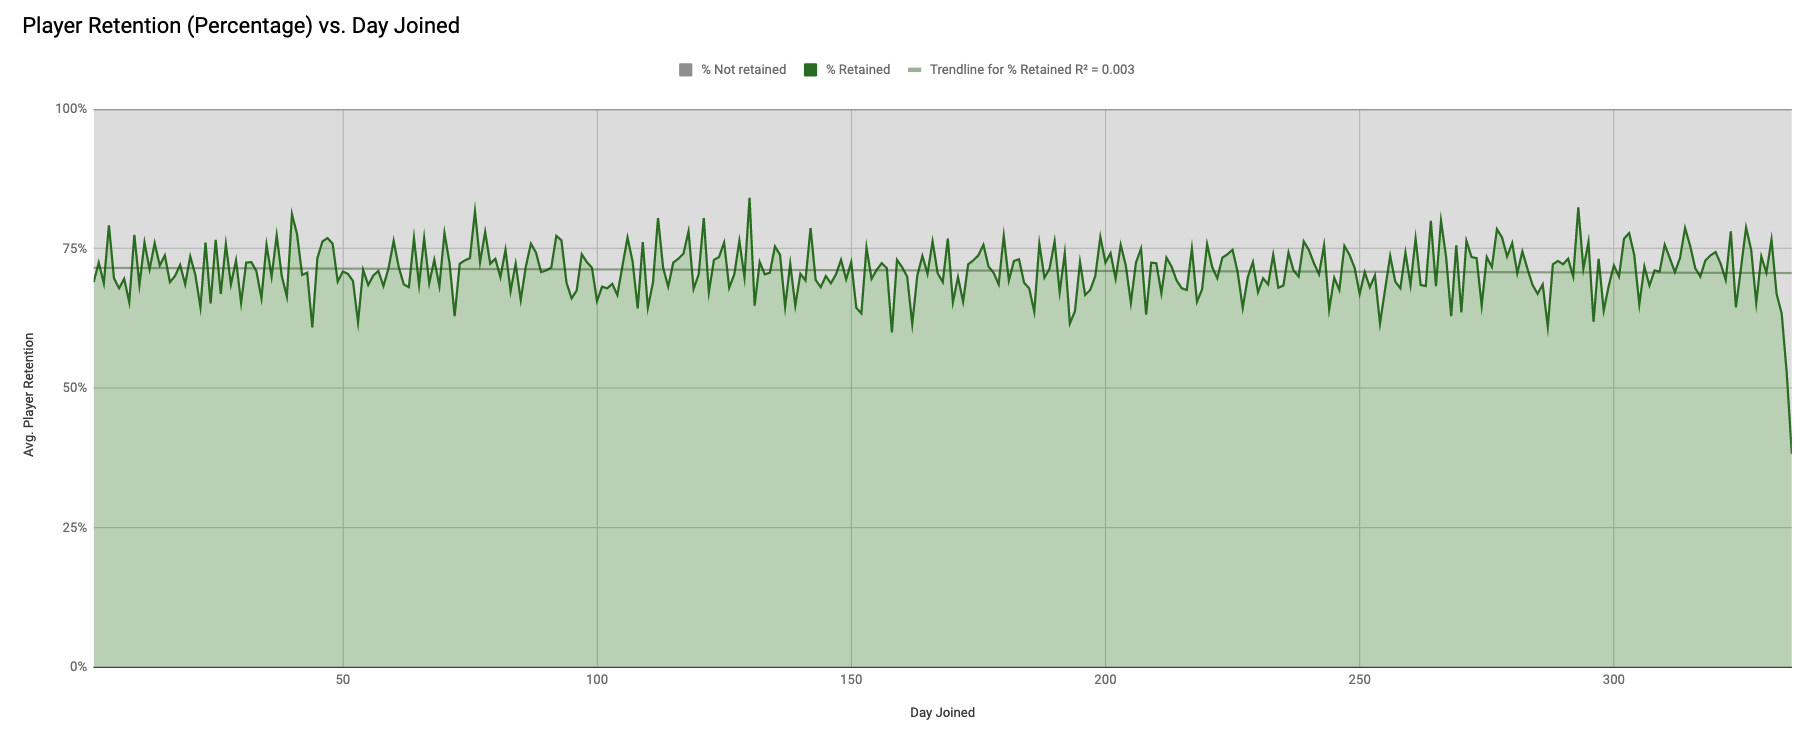 Player Retention (Percentage) vs. Day Joined
% Not retained % Retained Trendline for % Retained R² = 0.003
100%
75%
50%
25%
0%
Avg. Player Retention
50 100 150 200 250 300
Day Joined